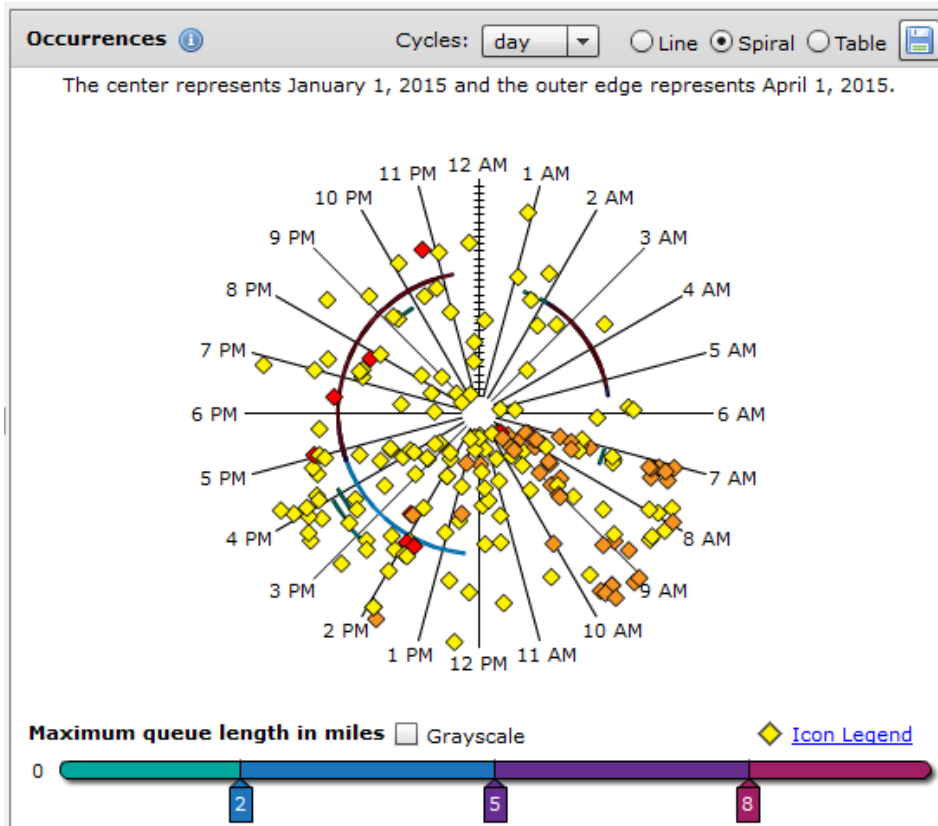 Occurrences Cycles: day Line Spiral Table
The center represents January 1, 2015 and the outer edge represents April 1, 2015.
12 AM
1 AM
2 AM
3 AM
4 AM
5 AM
6 AM
7 AM
8 AM
9 AM
10 AM
11 AM
12 PM
1 PM
2 PM
3 PM
4 PM
5 PM
6 PM
7 PM
8 PM
9 PM
10 PM
11 PM
Maximum queue length in miles Grayscale Icon Legend
0
2 5 8